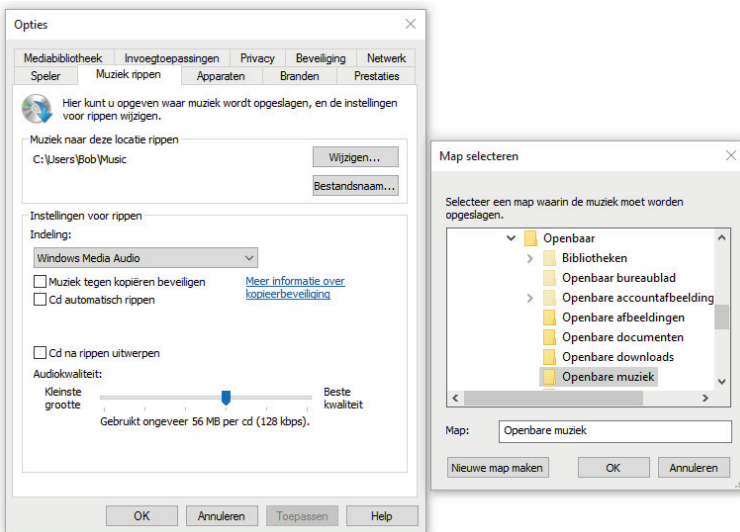 Opties
Mediabibliotheek Invoegtoepassingen Privacy Beveiliging Netwerk
Speler Muziek rippen Apparaten Branden Prestaties
Hier kunt u opgeven waar muziek wordt opgeslagen, en de instellingen
voor rippen wijzigen.
Muziek naar deze locatie rippen
C:\Users\Bob\Music
Wijzigen...
Bestandsnaam...
Instellingen voor rippen
Indeling:
Windows Media Audio
Muziek tegen kopiëren beveiligen
Meer informatie over
kopieerbeveiliging
Cd automatisch rippen
Cd na rippen uitwerpen
Audiokwaliteit:
Kleinste
grootte
Beste
kwaliteit
Gebruikt ongeveer 56 MB per cd (128 kbps).
OK Annuleren Toepassen Help
Map selecteren
Selecteer een map waarin de muziek moet worden
opgeslagen.
Openbaar
Bibliotheken
Openbaar bureaublad
Openbare accountafbeelding
Openbare afbeeldingen
Openbare documenten
Openbare downloads
Openbare muziek
Map: Openbare muziek
Nieuwe map maken OK Annuleren